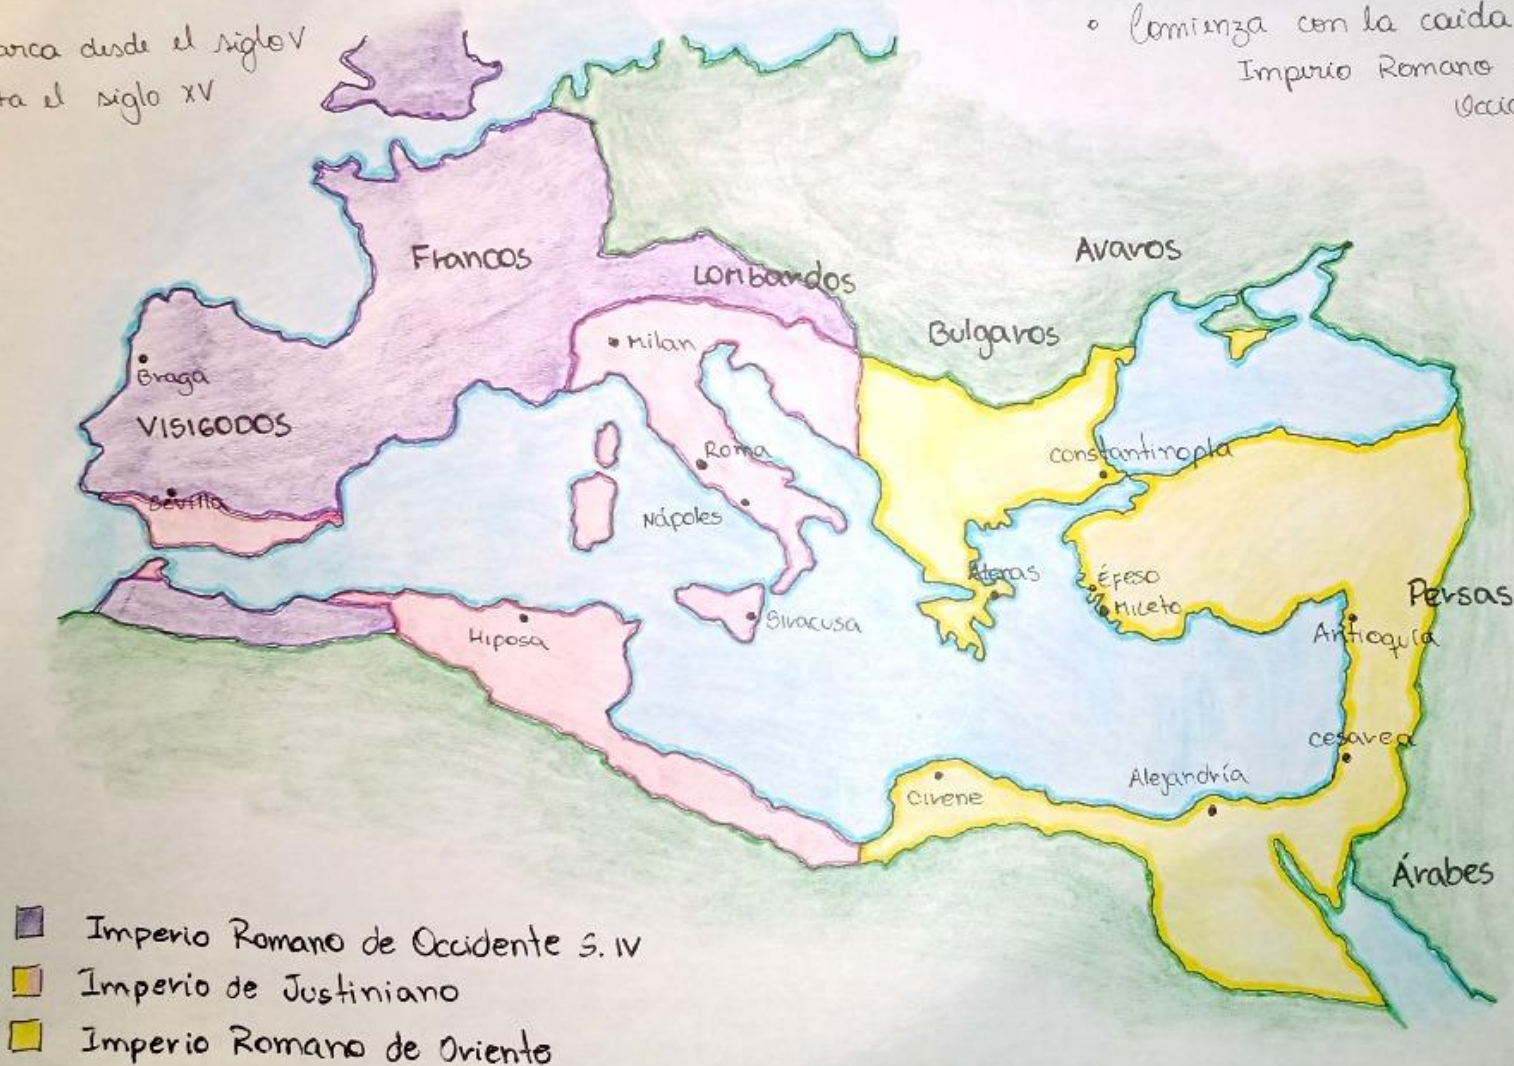 arca desde el siglo V
ta el siglo XV
• Comienza con la caida
Imperio Romano
Occid
Francos
Lombardos
Avaros
Bulgaros
Milan
Braga
VISIGODOS
Roma
Constantinopla
Sevilla
Nápoles
Atenas
Éfeso
Mileto
Persas
Hiposa
Siracusa
Antioquía
Cesarea
Alejandría
Cirene
Árabes
Imperio Romano de Occidente S. IV
Imperio de Justiniano
Imperio Romano de Oriente